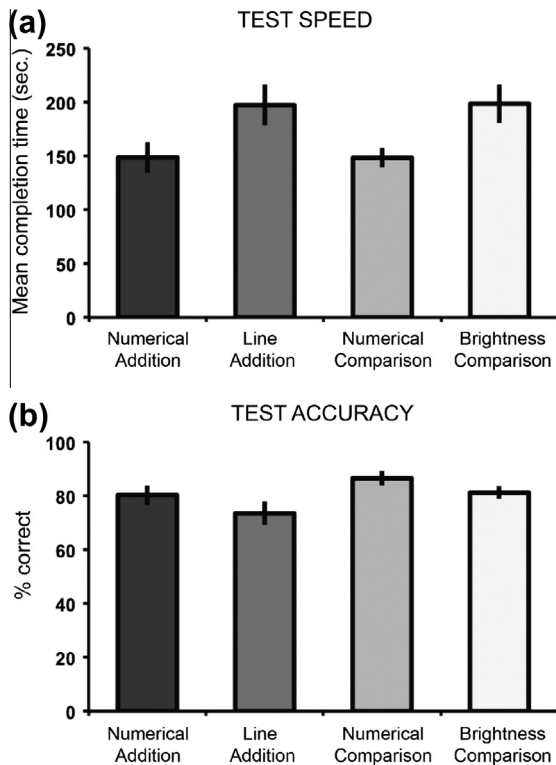 (a)
TEST SPEED
Mean completion time (sec.)
250
200
150
100
50
0
Numerical Addition
Line Addition
Numerical Comparison
Brightness Comparison
(b)
TEST ACCURACY
% correct
100
80
60
40
20
0
Numerical Addition
Line Addition
Numerical Comparison
Brightness Comparison